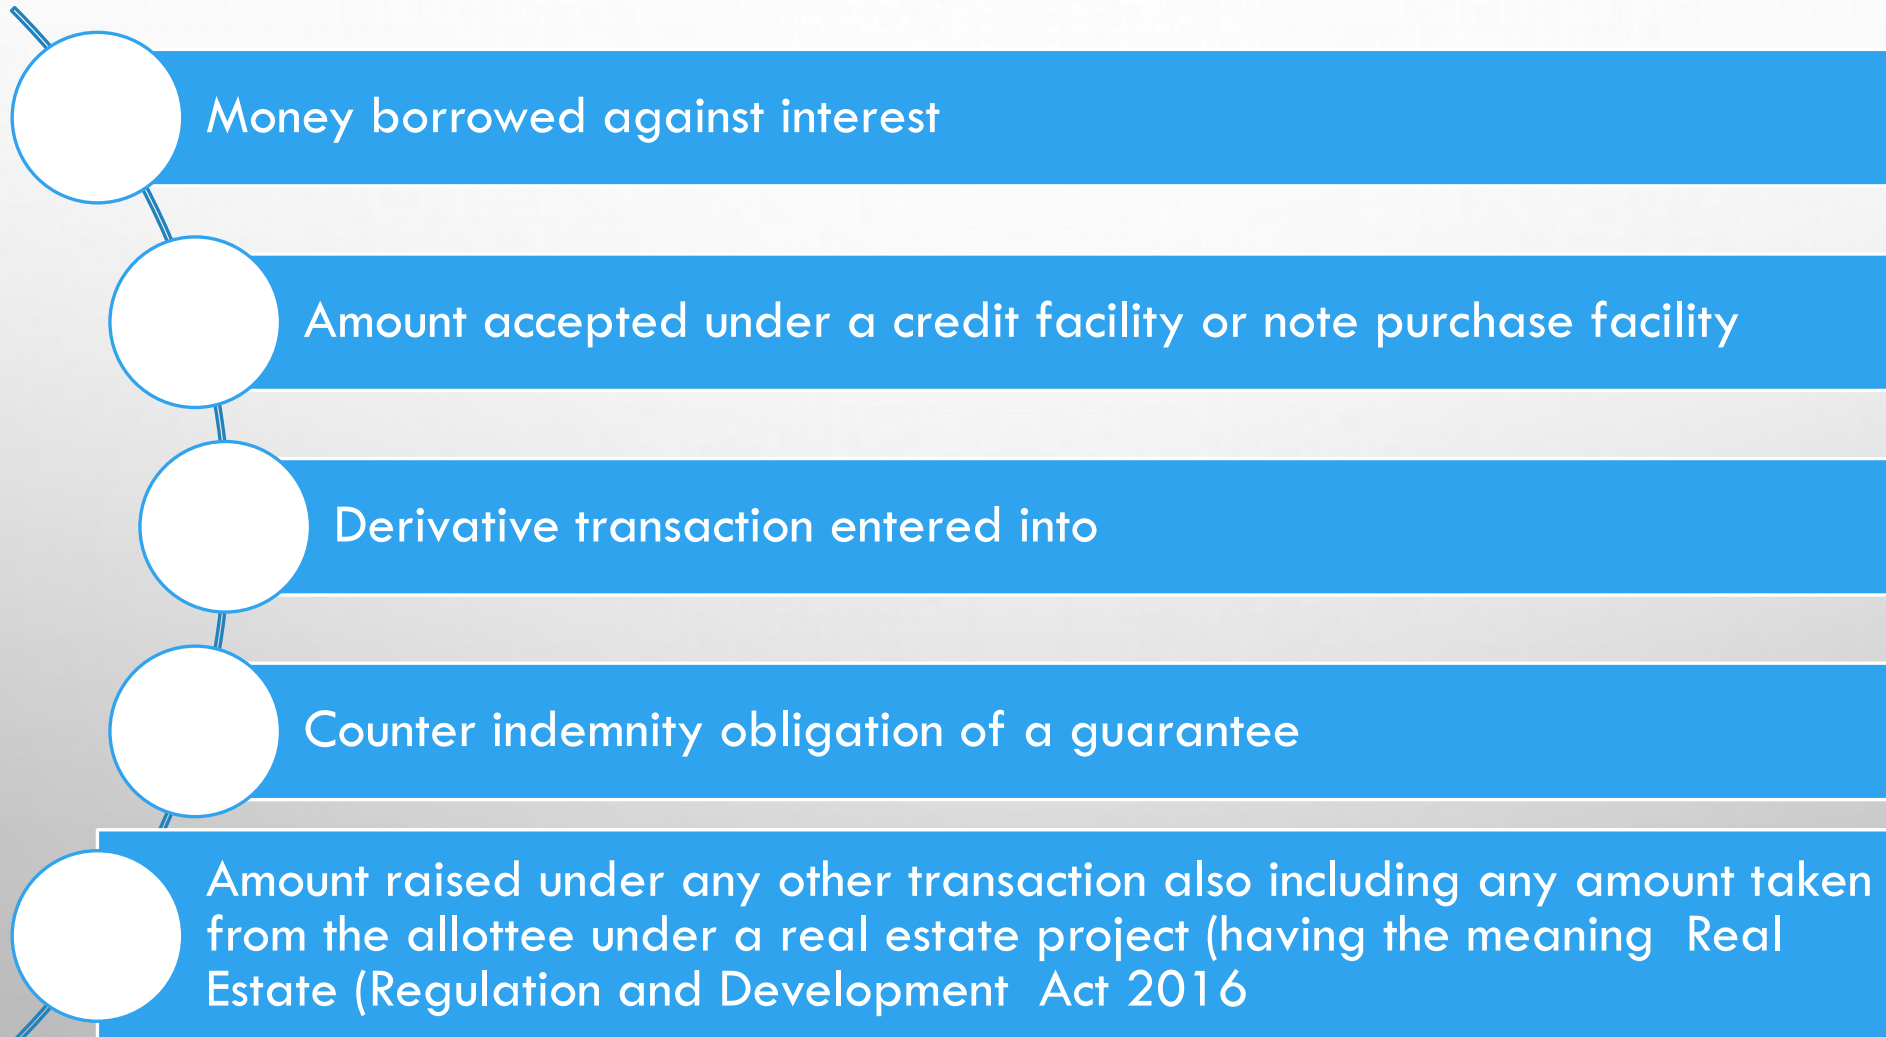 Money borrowed against interest
Amount accepted under a credit facility or note purchase facility
Derivative transaction entered into
Counter indemnity obligation of a guarantee
Amount raised under any other transaction also including any amount taken
from the allottee under a real estate project (having the meaning  Real
Estate (Regulation and Development  Act 2016